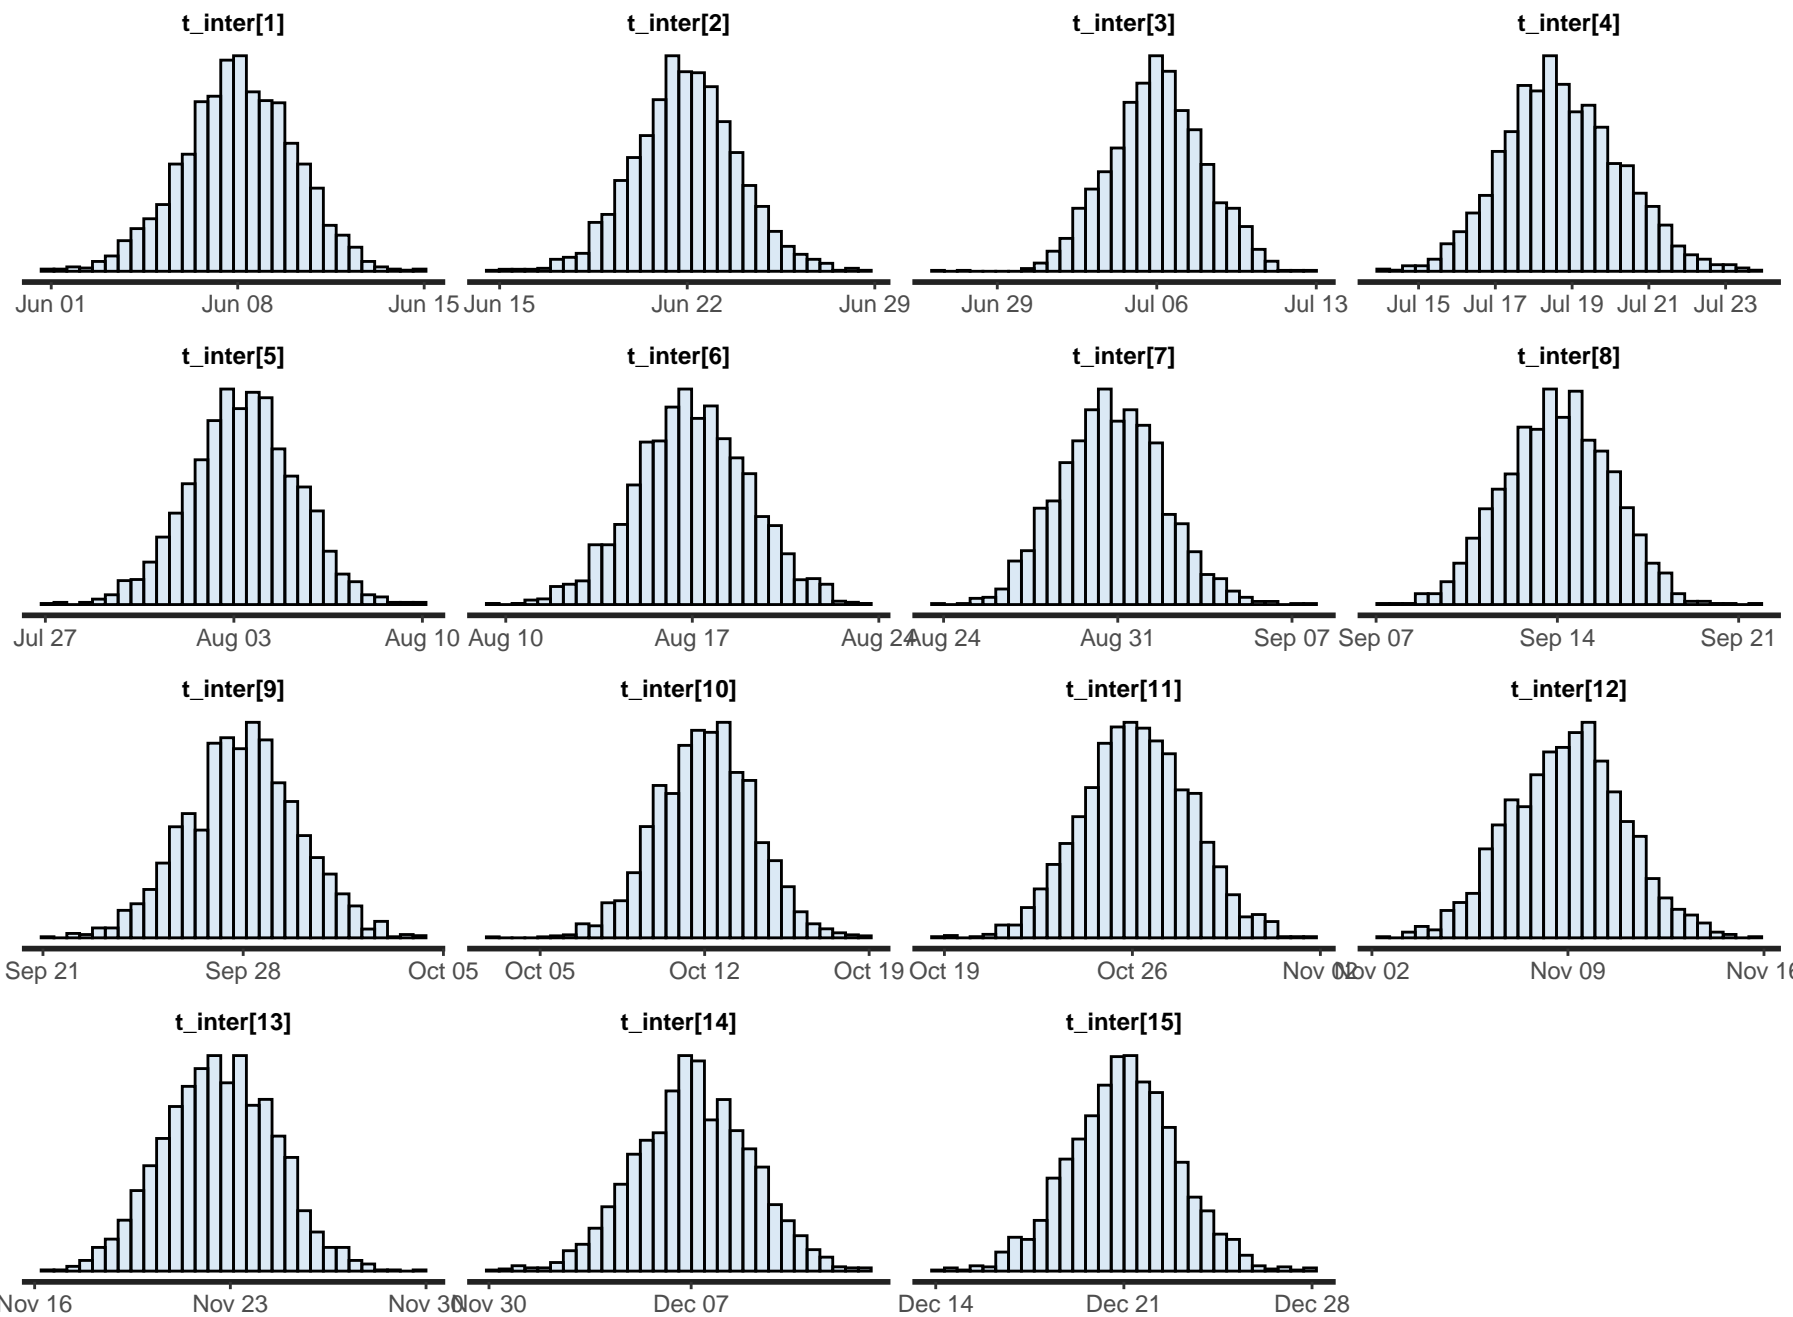 t_inter[1] t_inter[2] t_inter[3] t_inter[4]
Jun 01 Jun 08 Jun 15 Jun 15 Jun 22 Jun 29 Jun 29 Jul 06 Jul 13 Jul 15 Jul 17 Jul 19 Jul 21 Jul 23
t_inter[5] t_inter[6] t_inter[7] t_inter[8]
Jul 27 Aug 03 Aug 10 Aug 10 Aug 17 Aug 24 Aug 24 Aug 31 Sep 07 Sep 07 Sep 14 Sep 21
t_inter[9] t_inter[10] t_inter[11] t_inter[12]
Sep 21 Sep 28 Oct 05 Oct 05 Oct 12 Oct 19 Oct 19 Oct 26 Nov 02 Nov 02 Nov 09 Nov 16
t_inter[13] t_inter[14] t_inter[15]
Nov 16 Nov 23 Nov 30 Nov 30 Dec 07 Dec 14 Dec 21 Dec 28